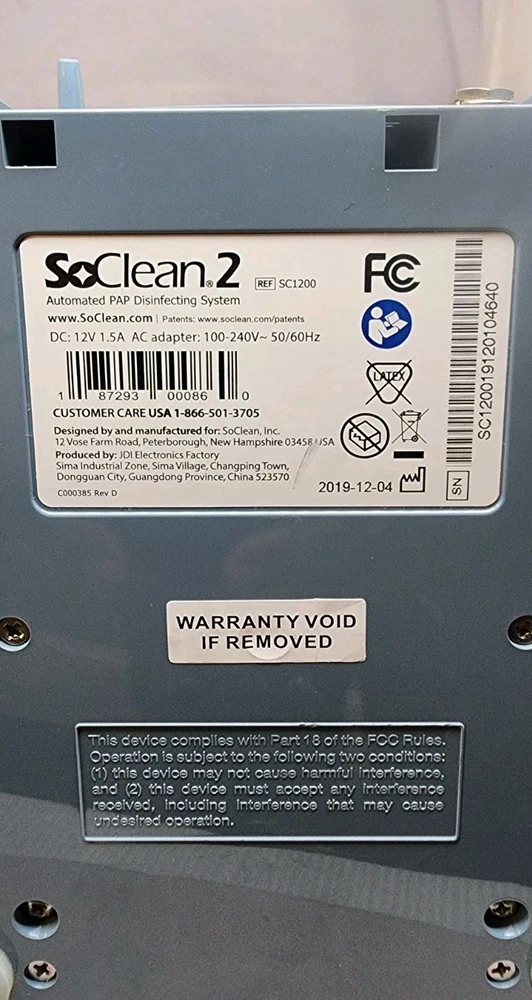 SoClean® 2 REF SC1200
Automated PAP Disinfecting System
www.SoClean.com | Patents: www.soclean.com/patents
DC: 12V 1.5A AC adapter: 100-240V~ 50/60Hz
1 87293 00086 0
CUSTOMER CARE USA 1-866-501-3705
Designed by and manufactured for: SoClean, Inc.
12 Vose Farm Road, Peterborough, New Hampshire 03458 USA
Produced by: JDI Electronics Factory
Sima Industrial Zone, Sima Village, Changping Town,
Dongguan City, Guangdong Province, China 523570
C000385 Rev D
FC
LATEX
2019-12-04
SN
SC120019120104640
WARRANTY VOID
IF REMOVED
This device complies with Part 18 of the FCC Rules.
Operation is subject to the following two conditions:
(1) this device may not cause harmful interference,
and (2) this device must accept any interference
received, including interference that may cause
undesired operation.